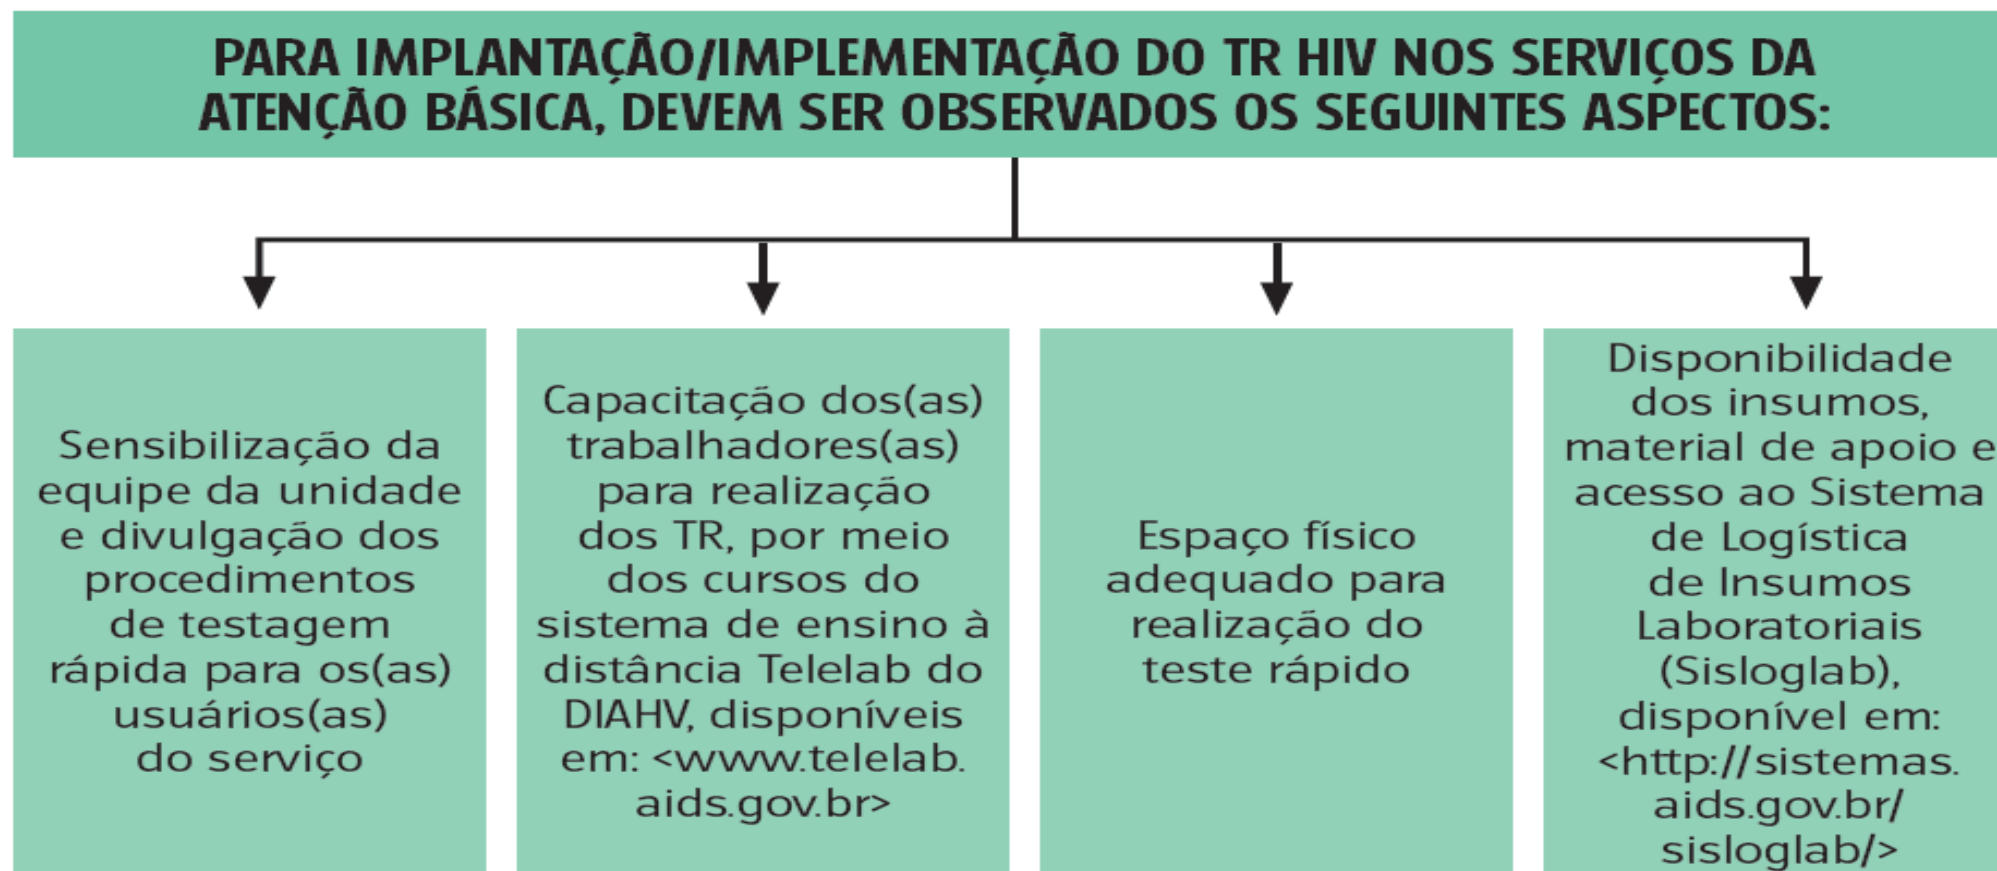 PARA IMPLANTAÇÃO/IMPLEMENTAÇÃO DO TR HIV NOS SERVIÇOS DA
ATENÇÃO BÁSICA, DEVEM SER OBSERVADOS OS SEGUINTES ASPECTOS:
Sensibilização da
equipe da unidade
e divulgação dos
procedimentos
de testagem
rápida para os(as)
usuários(as)
do serviço
Capacitação dos(as)
trabalhadores(as)
para realização
dos TR, por meio
dos cursos do
sistema de ensino à
distância Telelab do
DIAHV, disponíveis
em: <www.telelab.
aids.gov.br>
Espaço físico
adequado para
realização do
teste rápido
Disponibilidade
dos insumos,
material de apoio e
acesso ao Sistema
de Logística
de Insumos
Laboratoriais
(Sisloglab),
disponível em:
<http://sistemas.
aids.gov.br/
sisloglab/>